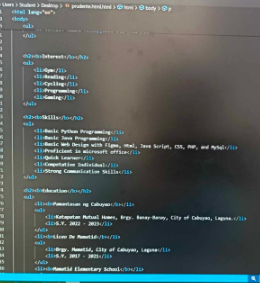 Users > Student > Desktop > prudente.html.html > html > body > p
<html lang="en">
<body>
<ul>
</ul>
<h2><b>Interest</b></h2>
<ul>
<li>Gym</li>
<li>Reading</li>
<li>Cycling</li>
<li>Programming</li>
<li>Gaming</li>
</ul>
<h2><b>Skills</b></h2>
<ul>
<li>Basic Python Programming</li>
<li>Basic Java Programming</li>
<li>Basic Web Design with Figma, Html, Java Script, CSS, PHP, and MySql</li>
<li>Proficient in microsoft office</li>
<li>Quick Learner</li>
<li>Competative Individual</li>
<li>Strong Communication Skills</li>
</ul>
<h2><b>Education</b></h2>
<ul>
<li><b>Pamantasan ng Cabuyao</b></li>
<ul>
<li>Katapatan Mutual Homes, Brgy. Banay-Banay, City of Cabuyao, Laguna.</li>
<li>S.Y. 2022 - 2023</li>
</ul>
<li><b>Liceo De Mamatid</b></li>
<ul>
<li>Brgy. Mamatid, City of Cabuyao, Laguna</li>
<li>S.Y. 2017 - 2021</li>
</ul>
<li><b>Mamatid Elementary School</b></li>